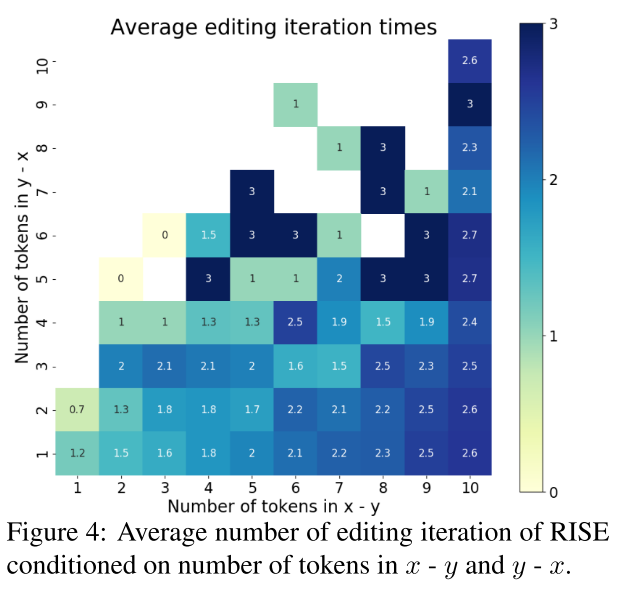 Average editing iteration times
Number of tokens in y - x
10 2.6
9 1 3
8 1 3 2.3
7 3 3 1 2.1
6 0 1.5 3 3 1 3 2.7
5 0 3 1 1 2 3 3 2.7
4 1 1 1.3 1.3 2.5 1.9 1.5 1.9 2.4
3 2 2.1 2.1 2 1.6 1.5 2.5 2.3 2.5
2 0.7 1.3 1.8 1.8 1.7 2.2 2.1 2.2 2.5 2.6
1 1.2 1.5 1.6 1.8 2 2.1 2.2 2.3 2.5 2.6
1 2 3 4 5 6 7 8 9 10
Number of tokens in x - y
3
2
1
0
Figure 4: Average number of editing iteration of RISE
conditioned on number of tokens in x - y and y - x.